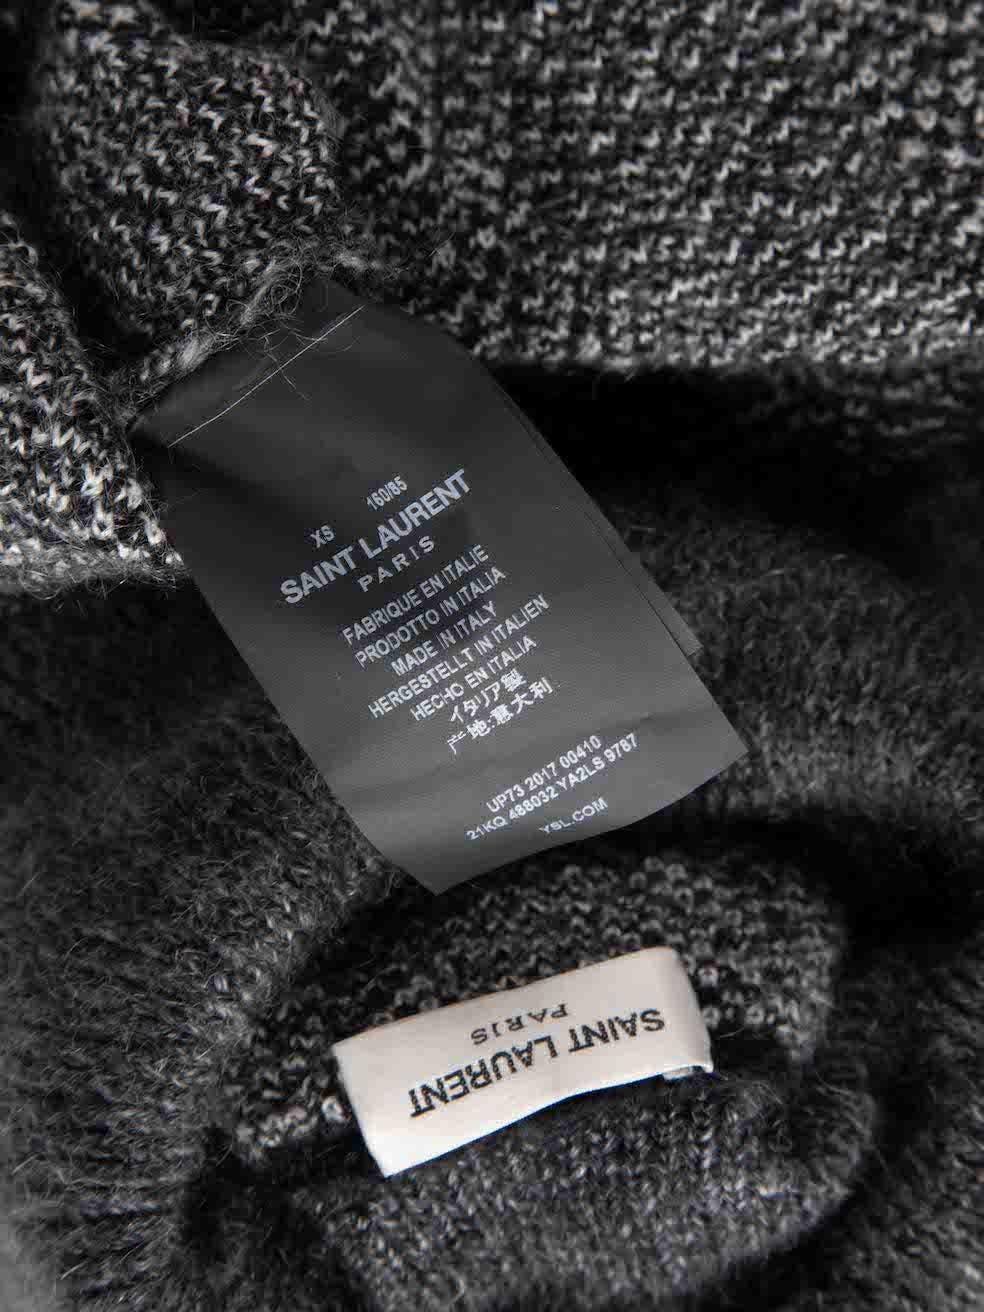 XS 160/85
SAINT LAURENT
PARIS
FABRIQUE EN ITALIE
PRODOTTO IN ITALIA
MADE IN ITALY
HERGESTELLT IN ITALIEN
HECHO EN ITALIA
イタリア製
产地:意大利
UP73 2017 00410
21KQ 488032 YA2LS 9787
YSL.COM
SAINT LAURENT
PARIS